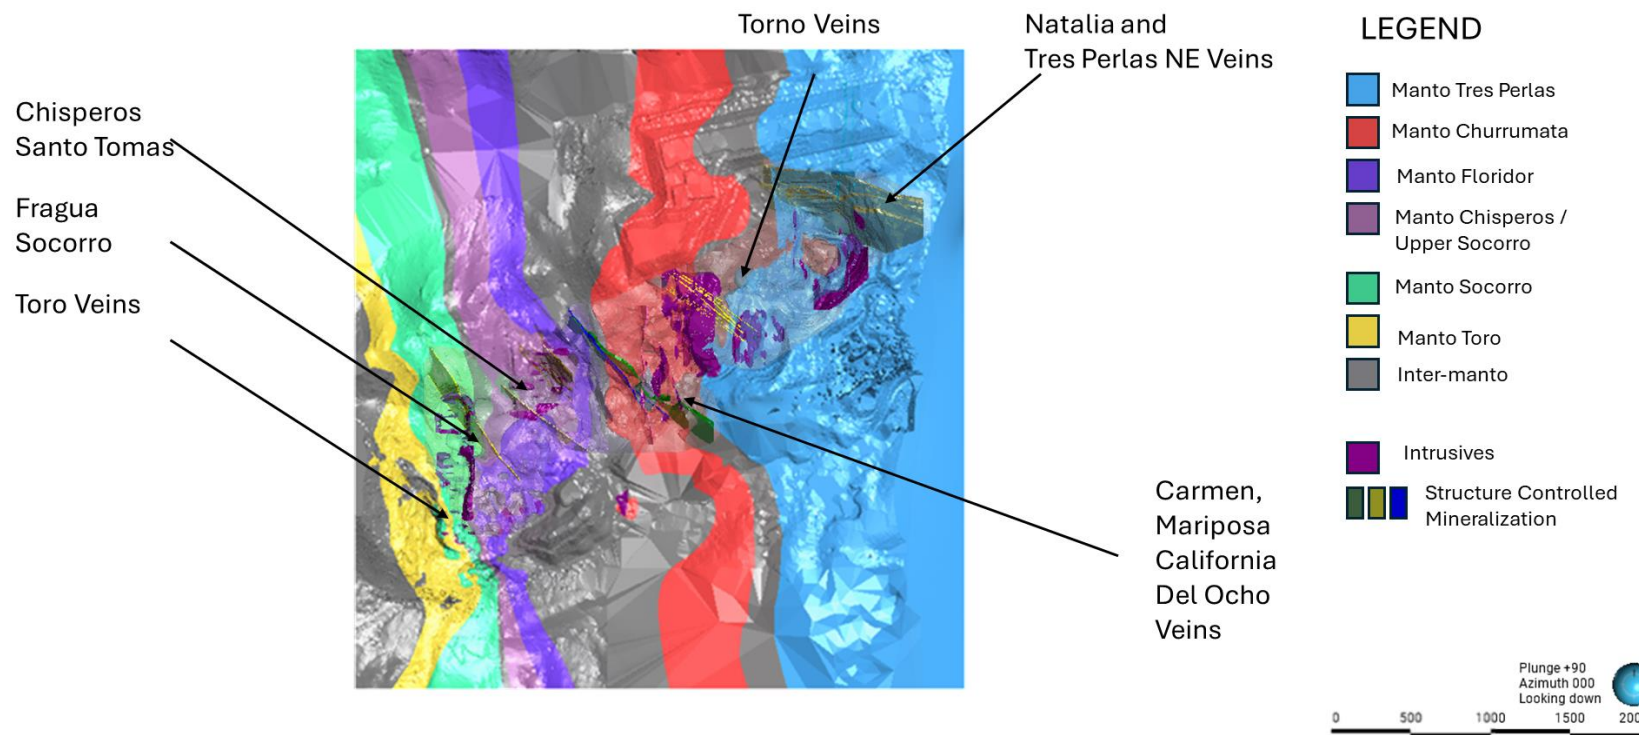 Torno Veins
Natalia and
Tres Perlas NE Veins
Chisperos
Santo Tomas
Fragua
Socorro
Toro Veins
Carmen,
Mariposa
California
Del Ocho
Veins
LEGEND
Manto Tres Perlas
Manto Churrumata
Manto Floridor
Manto Chisperos /
Upper Socorro
Manto Socorro
Manto Toro
Inter-manto
Intrusives
Structure Controlled
Mineralization
Plunge +90
Azimuth 000
Looking down
0 500 1000 1500 200